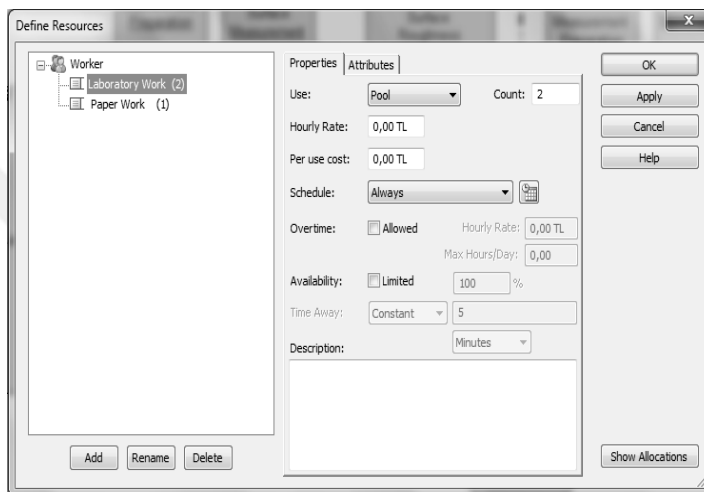 Define Resources
Worker
Laboratory Work (2)
Paper Work (1)
Add
Rename
Delete
Properties
Attributes
Use:
Pool
Count:
2
Hourly Rate:
0,00 TL
Per use cost:
0,00 TL
Schedule:
Always
Overtime:
Allowed
Hourly Rate:
0,00 TL
Max Hours/Day:
0,00
Availability:
Limited
100
%
Time Away:
Constant
5
Minutes
Description:
X
OK
Apply
Cancel
Help
Show Allocations